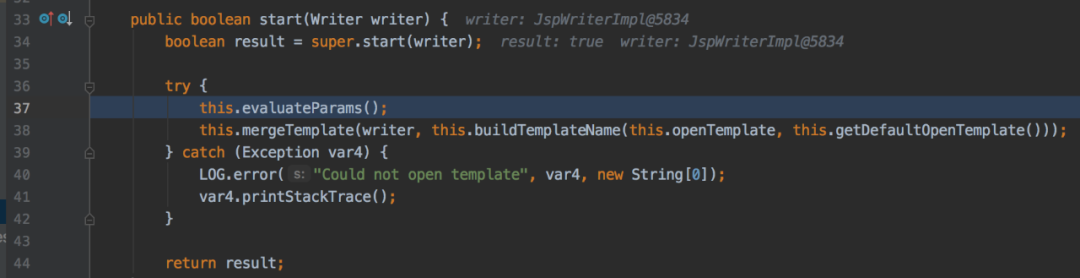 33 public boolean start(Writer writer) { writer: JspWriterImpl@5834
34 boolean result = super.start(writer); result: true writer: JspWriterImpl@5834
35
36 try {
37 this.evaluateParams();
38 this.mergeTemplate(writer, this.buildTemplateName(this.openTemplate, this.getDefaultOpenTemplate()));
39 } catch (Exception var4) {
40 LOG.error( s: "Could not open template", var4, new String[0]);
41 var4.printStackTrace();
42 }
43
44 return result;